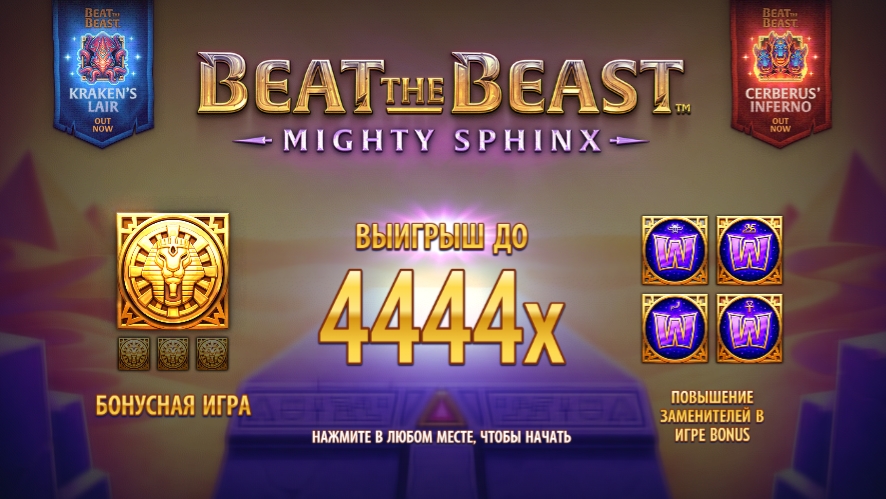 BEAT THE BEAST
KRAKEN'S LAIR
OUT NOW
BEAT THE BEAST™
MIGHTY SPHINX
BEAT THE BEAST
CERBERUS' INFERNO
OUT NOW
ВЫИГРЫШ ДО
4444x
БОНУСНАЯ ИГРА
W W
W W
ПОВЫШЕНИЕ
ЗАМЕНИТЕЛЕЙ В
ИГРЕ BONUS
НАЖМИТЕ В ЛЮБОМ МЕСТЕ, ЧТОБЫ НАЧАТЬ